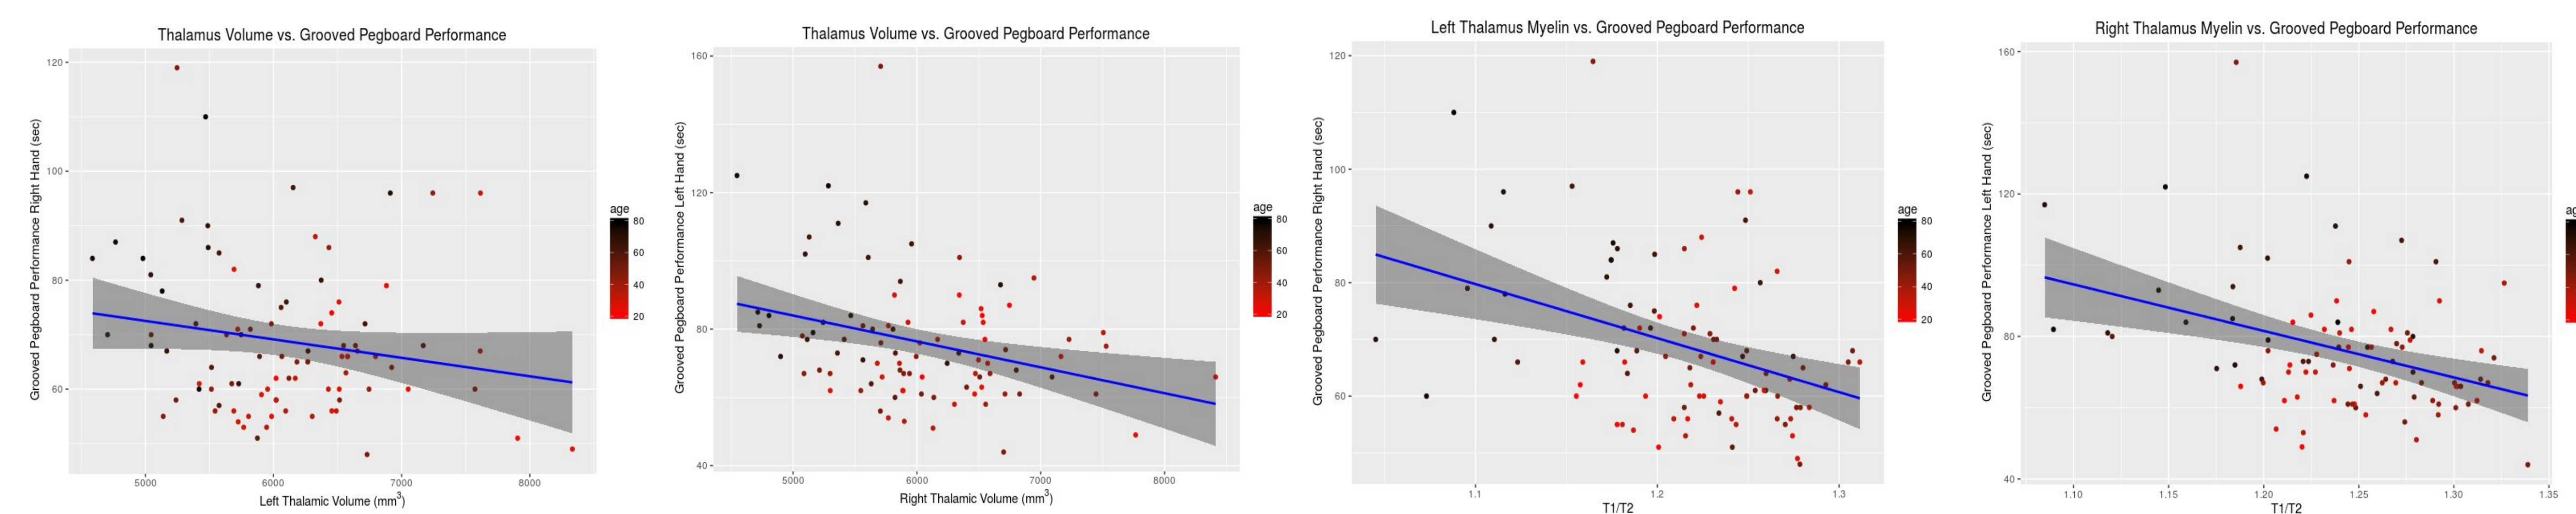 Thalamus Volume vs. Grooved Pegboard Performance
Grooved Pegboard Performance Right Hand (sec)
120
100
80
60
5000 6000 7000 8000
Left Thalamic Volume (mm3)
age
80
60
40
20
Thalamus Volume vs. Grooved Pegboard Performance
Grooved Pegboard Performance Left Hand (sec)
160
120
80
40
5000 6000 7000 8000
Right Thalamic Volume (mm3)
age
80
60
40
20
Left Thalamus Myelin vs. Grooved Pegboard Performance
Grooved Pegboard Performance Right Hand (sec)
120
100
80
60
1.1 1.2 1.3
T1/T2
age
80
60
40
20
Right Thalamus Myelin vs. Grooved Pegboard Performance
Grooved Pegboard Performance Left Hand (sec)
160
120
80
40
1.10 1.15 1.20 1.25 1.30 1.35
T1/T2